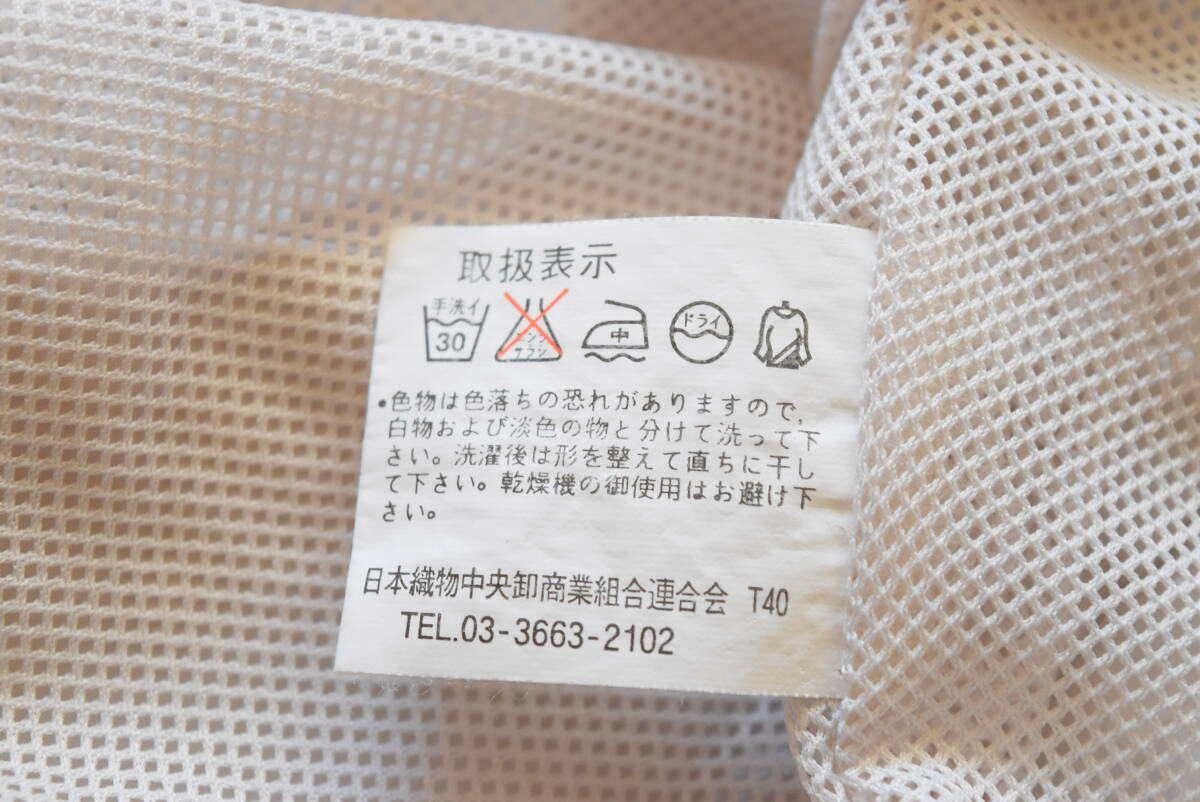 取扱表示
手洗イ
30
エンソ
サラシ
中
ドライ
•色物は色落ちの恐れがありますので,
白物および淡色の物と分けて洗って下
さい。洗濯後は形を整えて直ちに干し
て下さい。乾燥機の御使用はお避け下
さい。
日本織物中央卸商業組合連合会 T40
TEL.03-3663-2102